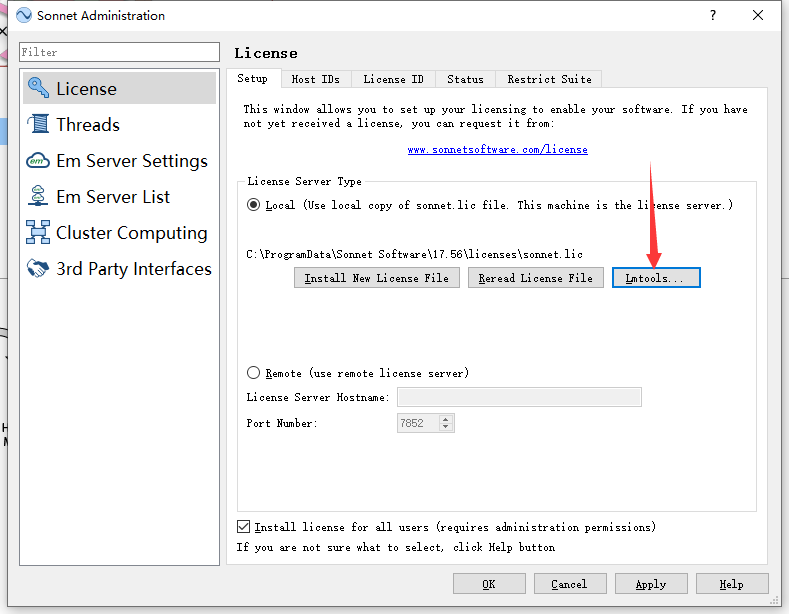 Sonnet Administration
?
Filter
License
Threads
Em Server Settings
Em Server List
Cluster Computing
3rd Party Interfaces
License
Setup
Host IDs
License ID
Status
Restrict Suite
This window allows you to set up your licensing to enable your software. If you have
not yet received a license, you can request it from:
www.sonnetsoftware.com/license
License Server Type
Local (Use local copy of sonnet.lic file. This machine is the license server.)
C:\ProgramData\Sonnet Software\17.56\licenses\sonnet.lic
Install New License File
Reread License File
Lmtools...
Remote (use remote license server)
License Server Hostname:
Port Number:
7852
Install license for all users (requires administration permissions)
If you are not sure what to select, click Help button
OK
Cancel
Apply
Help